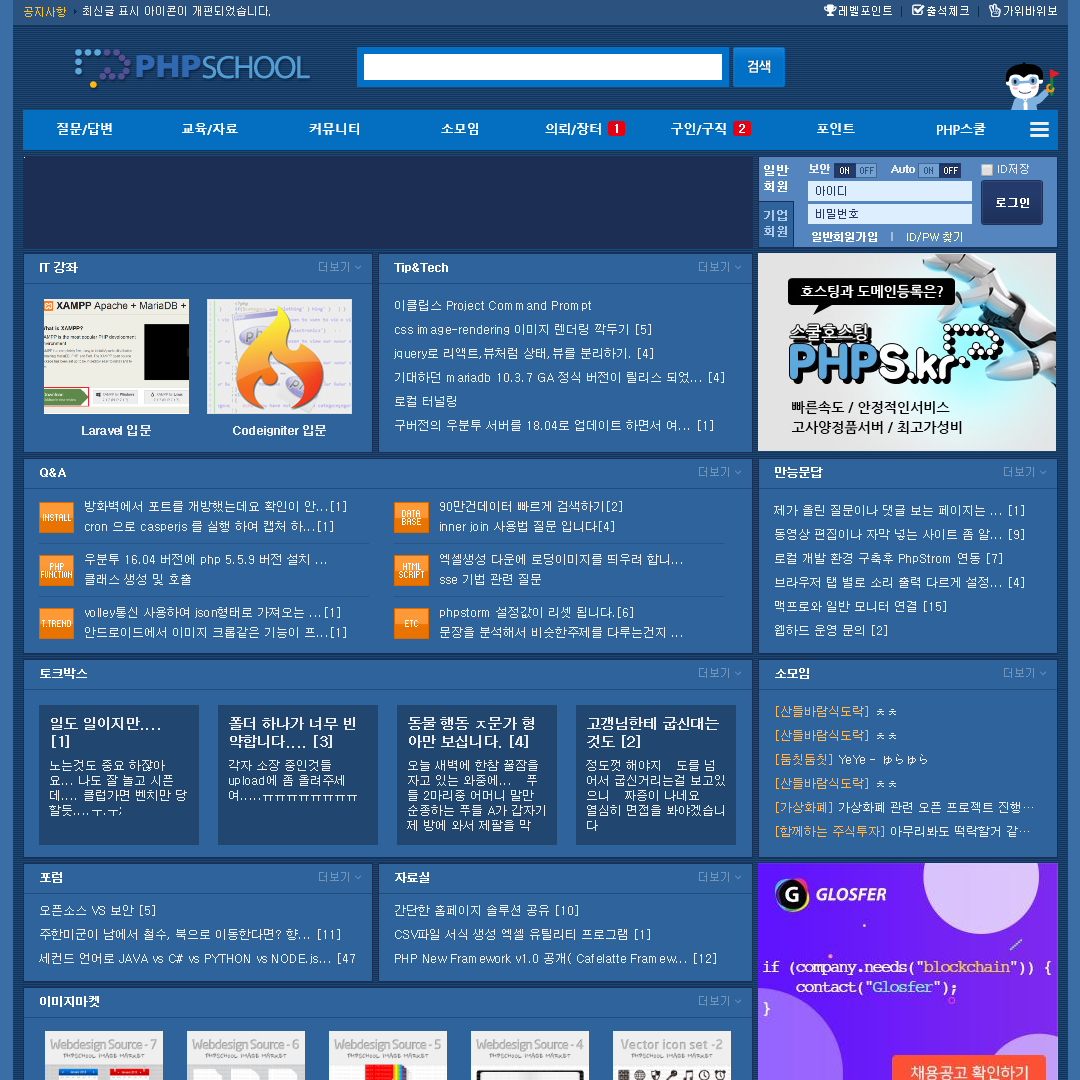 공지사항 › 최신글 표시 아이콘이 개편되었습니다.
레벨포인트 | 출석체크 | 가위바위보
PHPSCHOOL
검색
질문/답변 교육/자료 커뮤니티 소모임 의뢰/장터 1 구인/구직 2 포인트 PHP스쿨
일반
회원
기업
회원
보안 ON OFF Auto ON OFF ID저장
아이디
비밀번호
로그인
일반회원가입 | ID/PW 찾기
IT 강좌 더보기
XAMPP Apache + MariaDB +
What is XAMPP?
Laravel 입문 Codeigniter 입문
Tip&Tech 더보기
이클립스 Project Command Prompt
css image-rendering 이미지 렌더링 깍두기 [5]
jquery로 리액트,뷰처럼 상태,뷰를 분리하기. [4]
기대하던 mariadb 10.3.7 GA 정식 버전이 릴리스 되었... [4]
로컬 터널링
구버전의 우분투 서버를 18.04로 업데이트 하면서 여... [1]
호스팅과 도메인등록은?
스쿨호스팅
PHPS.kr
빠른속도 / 안정적인서비스
고사양정품서버 / 최고가성비
Q&A 더보기
INSTALL
방화벽에서 포트를 개방했는데요 확인이 안...[1]
cron 으로 casperjs 를 실행 하여 캡처 하...[1]
DATA BASE
90만건데이터 빠르게 검색하기[2]
inner join 사용법 질문 입니다[4]
PHP FUNCTION
우분투 16.04 버전에 php 5.5.9 버전 설치 ...
클래스 생성 및 호출
HTML SCRIPT
엑셀생성 다운에 로딩이미지를 띄우려 합니...
sse 기법 관련 질문
I.TREND
volley통신 사용하여 json형태로 가져오는 ...[1]
안드로이드에서 이미지 크롭같은 기능이 프...[1]
ETC
phpstorm 설정값이 리셋 됩니다.[6]
문장을 분석해서 비슷한주제를 다루는건지 ...
만능문답 더보기
제가 올린 질문이나 댓글 보는 페이지는 ... [1]
동영상 편집이나 자막 넣는 사이트 좀 알... [9]
로컬 개발 환경 구축후 PhpStrom 연동 [7]
브라우저 탭 별로 소리 출력 다르게 설정... [4]
맥프로와 일반 모니터 연결 [15]
웹하드 운영 문의 [2]
토크박스 더보기
일도 일이지만....
[1]
노는것도 중요 하잖아
요... 나도 잘 놀고 시픈
데.... 클럽가면 벤치만 당
할듯....ㅜ.ㅜ;
폴더 하나가 너무 빈
약합니다.... [3]
각자 소장 중인것들
upload에 좀 올려주세
여.....ㅠㅠㅠㅠㅠㅠㅠㅠ
동물 행동 ㅈ문가 형
아만 보십니다. [4]
오늘 새벽에 한참 꿀잠을
자고 있는 와중에... 푸
들 2마리중 어머니 말만
순종하는 푸들 A가 갑자기
제 방에 와서 제팔을 막
고갱님한테 굽신대는
것도 [2]
정도껏 해야지 도를 넘
어서 굽신거리는걸 보고있
으니 짜증이 나네요
열심히 면접을 봐야겠습니
다
소모임 더보기
[산들바람식도락] ㅊㅊ
[산들바람식도락] ㅊㅊ
[둠칫둠칫] YeYe - ゆらゆら
[산들바람식도락] ㅊㅊ
[가상화폐] 가상화폐 관련 오픈 프로젝트 진행…
[함께하는 주식투자] 아무리봐도 떡락할거 같…
포럼 더보기
오픈소스 VS 보안 [5]
주한미군이 남에서 철수, 북으로 이동한다면? 향... [11]
세컨드 언어로 JAVA vs C# vs PYTHON vs NODE.js... [47
자료실 더보기
간단한 홈페이지 솔루션 공유 [10]
CSV파일 서식 생성 엑셀 유틸리티 프로그램 [1]
PHP New Framework v1.0 공개( Cafelatte Framew... [12]
G GLOSFER
if (company.needs("blockchain")) {
contact("Glosfer");
}
채용공고 확인하기
이미지마켓 더보기
Webdesign Source - 7
PHPSCHOOL IMAGE MARKET
Webdesign Source - 6
PHPSCHOOL IMAGE MARKET
Webdesign Source - 5
PHPSCHOOL IMAGE MARKET
Webdesign Source - 4
PHPSCHOOL IMAGE MARKET
Vector icon set -2
PHPSCHOOL IMAGE MARKET